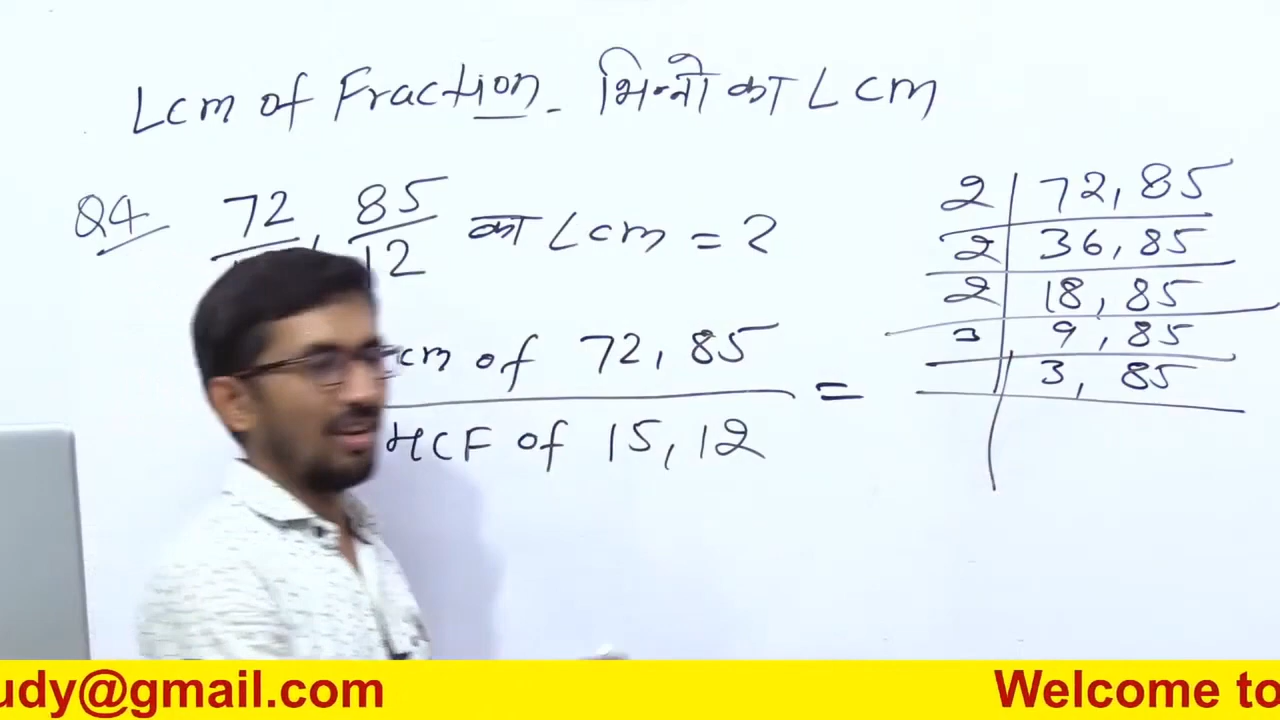 Lcm of Fraction - भिन्नो का Lcm
Q4 72/ , 85/12 का Lcm = ?
cm of 72, 85
HCF of 15, 12
=
2 | 72, 85
2 | 36, 85
2 | 18, 85
3 | 9, 85
3, 85
udy@gmail.com
Welcome to